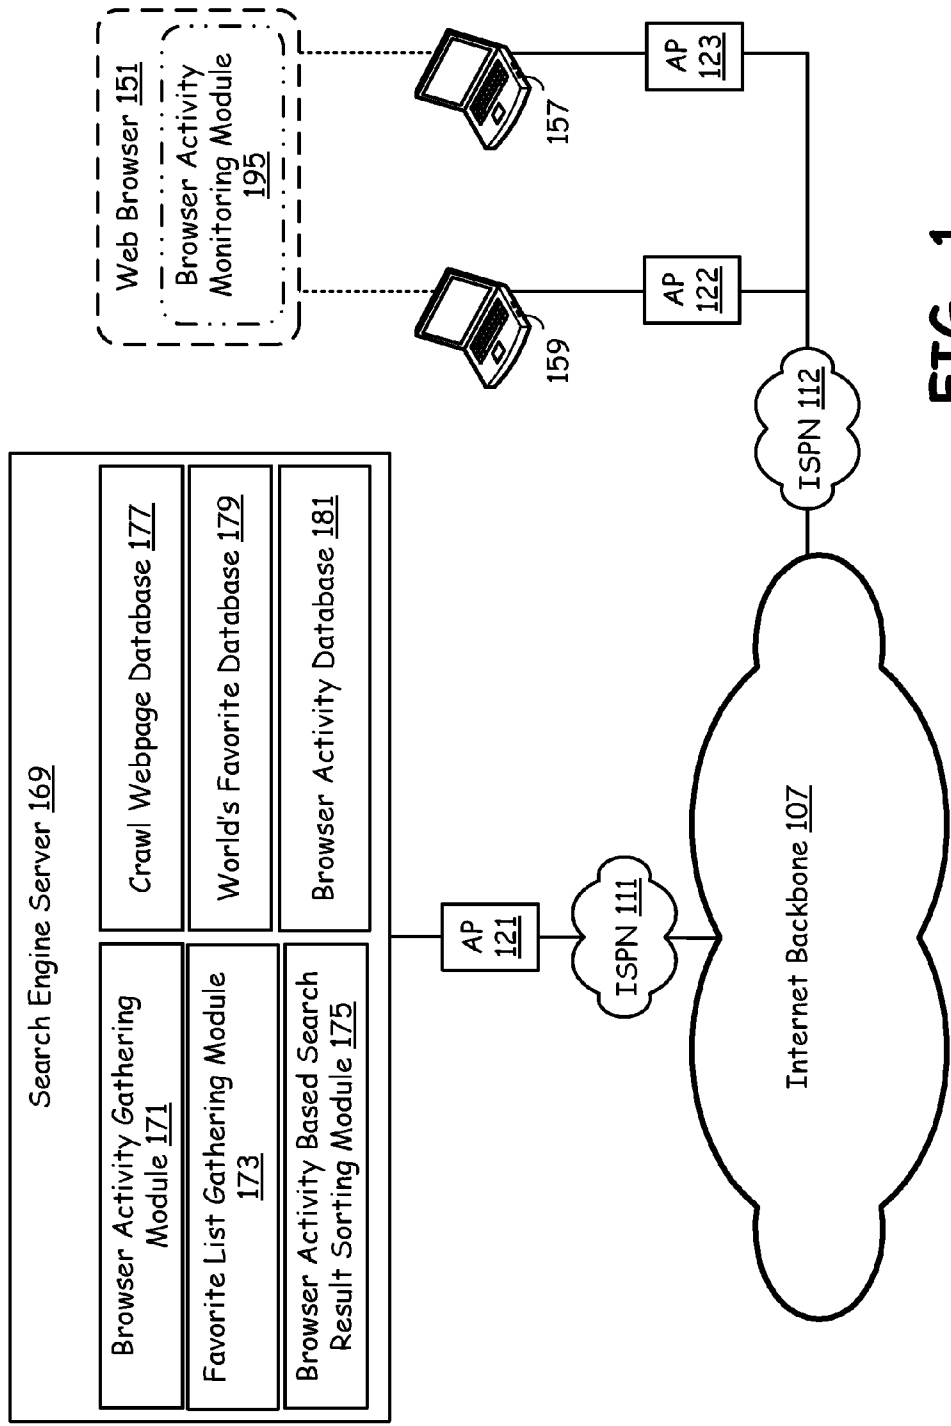 Search Engine Server 169
Browser Activity Gathering
Module 171
Favorite List Gathering Module
173
Browser Activity Based Search
Result Sorting Module 175
Crawl Webpage Database 177
World's Favorite Database 179
Browser Activity Database 181
Web Browser 151
Browser Activity
Monitoring Module
195
AP
121
ISPN 111
Internet Backbone 107
ISPN 112
159
157
AP
122
AP
123
FIG. 1